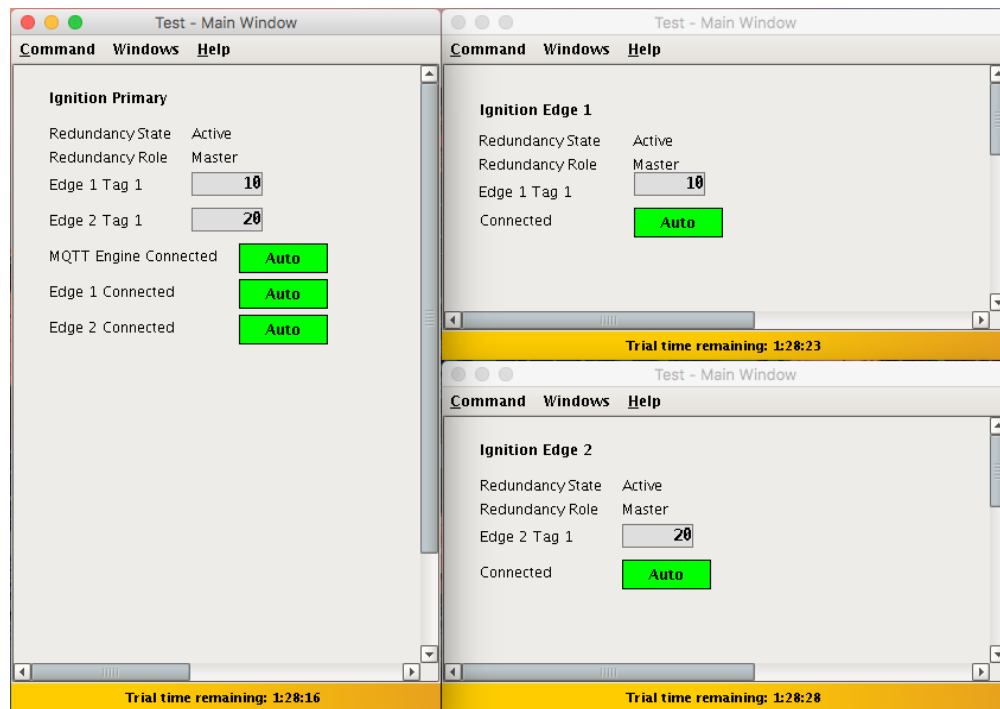 Test - Main Window
Command Windows Help
Ignition Primary
Redundancy State Active
Redundancy Role Master
Edge 1 Tag 1 10
Edge 2 Tag 1 20
MQTT Engine Connected Auto
Edge 1 Connected Auto
Edge 2 Connected Auto
Trial time remaining: 1:28:16
Test - Main Window
Command Windows Help
Ignition Edge 1
Redundancy State Active
Redundancy Role Master
Edge 1 Tag 1 10
Connected Auto
Trial time remaining: 1:28:23
Test - Main Window
Command Windows Help
Ignition Edge 2
Redundancy State Active
Redundancy Role Master
Edge 2 Tag 1 20
Connected Auto
Trial time remaining: 1:28:28